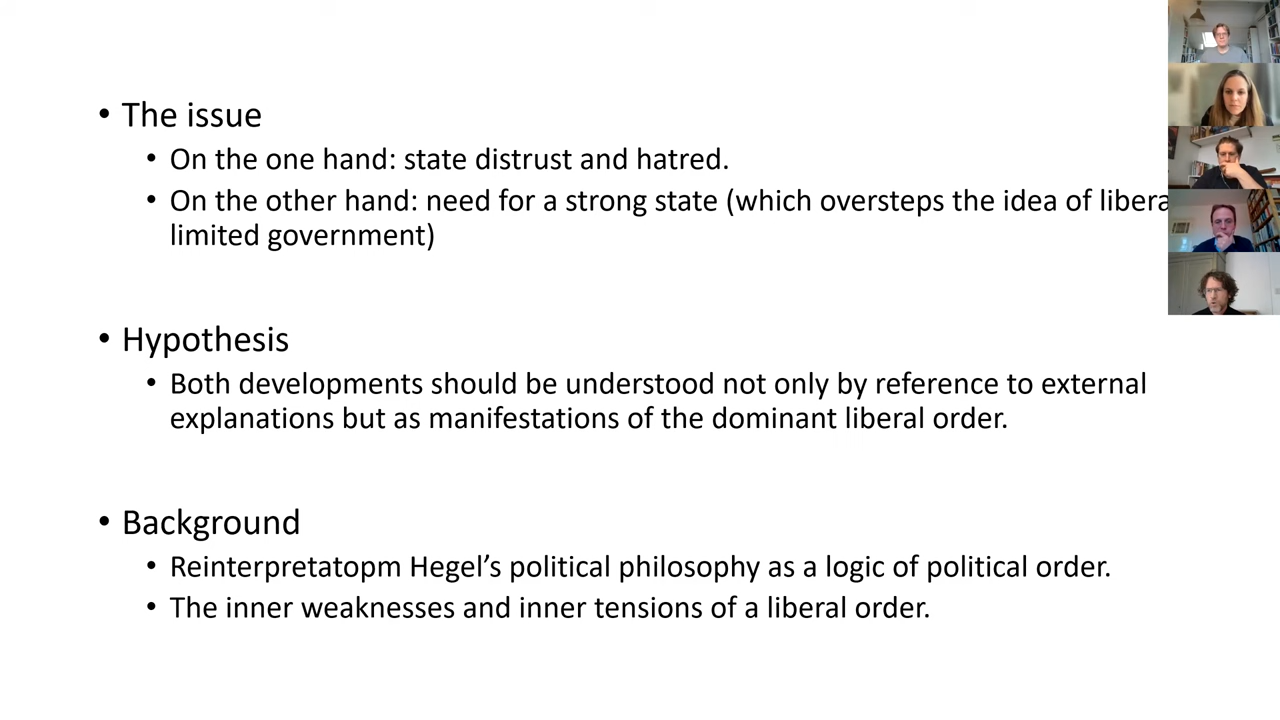 • The issue
• On the one hand: state distrust and hatred.
• On the other hand: need for a strong state (which oversteps the idea of libera
limited government)
• Hypothesis
• Both developments should be understood not only by reference to external
explanations but as manifestations of the dominant liberal order.
• Background
• Reinterpretatopm Hegel’s political philosophy as a logic of political order.
• The inner weaknesses and inner tensions of a liberal order.